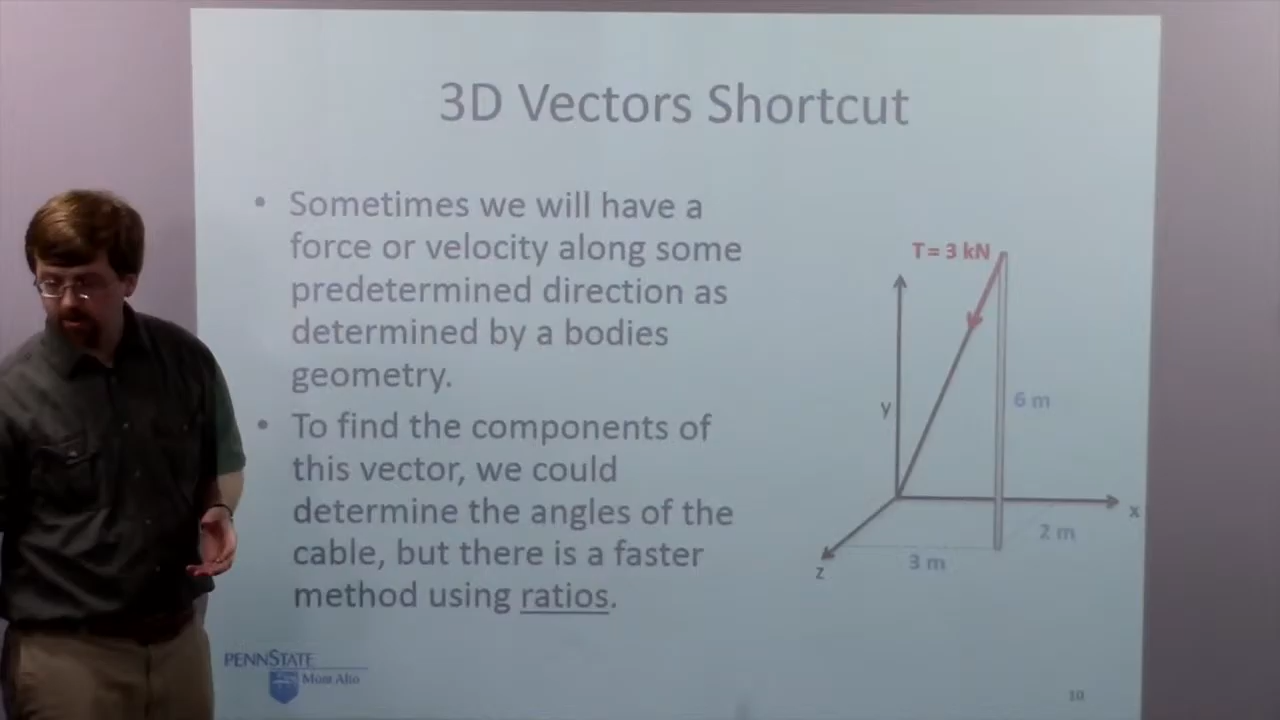 3D Vectors Shortcut
• Sometimes we will have a
force or velocity along some
predetermined direction as
determined by a bodies
geometry.
• To find the components of
this vector, we could
determine the angles of the
cable, but there is a faster
method using ratios.
T = 3 kN
y
6 m
x
2 m
3 m
z
PENNSTATE
Mont Alto
10